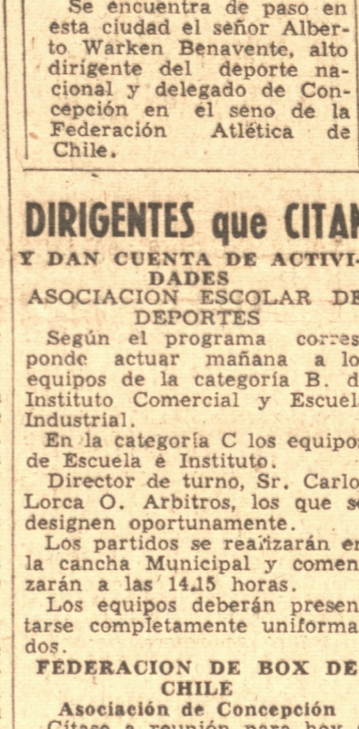 Se encuentra de paso en
esta ciudad el señor Alber-
to Warken Benavente, alto
dirigente del deporte na-
cional y delegado de Con-
cepción en el seno de la
Federación Atlética de
Chile.
DIRIGENTES que CITAN
Y DAN CUENTA DE ACTIVI-
DADES
ASOCIACION ESCOLAR DE
DEPORTES
Según el programa corres
ponde actuar mañana a lo
equipos de la categoría B. d
Instituto Comercial y Escuel
Industrial.
En la categoría C los equipo
de Escuela e Instituto.
Director de turno, Sr. Carlo
Lorca O. Arbitros, los que s
designen oportunamente.
Los partidos se realizarán en
la cancha Municipal y comen
zarán a las 14.15 horas.
Los equipos deberán presen
tarse completamente uniforma
dos.
FEDERACION DE BOX DE
CHILE
Asociación de Concepción
Cítase a reunión para hoy